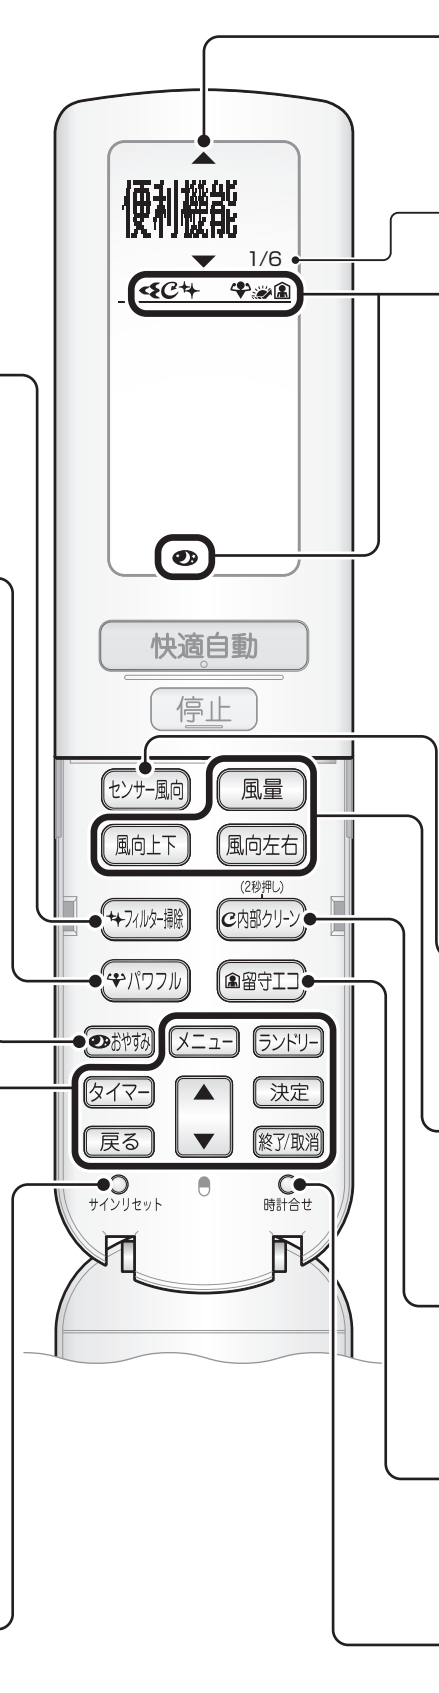 便利機能
1/6
快適自動
停止
センサー風向
風量
風向上下
風向左右
(2秒押し)
フィルター掃除
内部クリーン
パワフル
留守エコ
おやすみ
メニュー
ランドリー
タイマー
決定
戻る
終了/取消
サインリセット
時計合せ